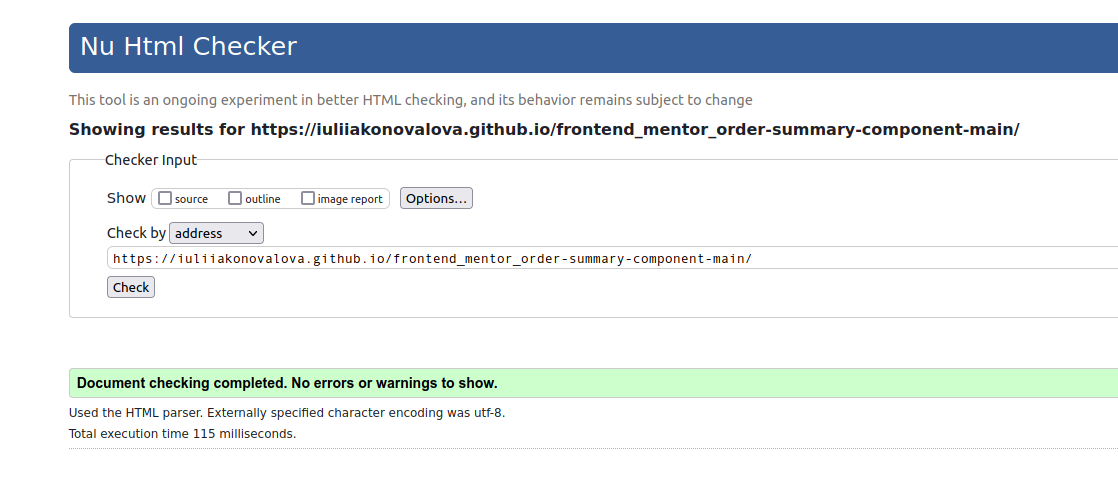 Nu Html Checker
This tool is an ongoing experiment in better HTML checking, and its behavior remains subject to change
Showing results for https://iuliiakonovalova.github.io/frontend_mentor_order-summary-component-main/
Checker Input
Show source outline image report Options...
Check by address
https://iuliiakonovalova.github.io/frontend_mentor_order-summary-component-main/
Check
Document checking completed. No errors or warnings to show.
Used the HTML parser. Externally specified character encoding was utf-8.
Total execution time 115 milliseconds.